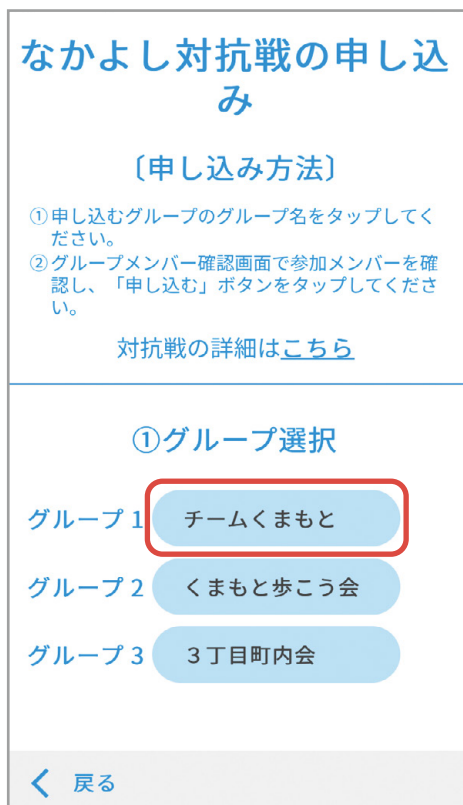 なかよし対抗戦の申し込
み
〔申し込み方法〕
①申し込むグループのグループ名をタップしてく
ださい。
②グループメンバー確認画面で参加メンバーを確
認し、「申し込む」ボタンをタップしてくださ
い。
対抗戦の詳細はこちら
①グループ選択
グループ 1 チームくまもと
グループ 2 くまもと歩こう会
グループ 3 ３丁目町内会
戻る